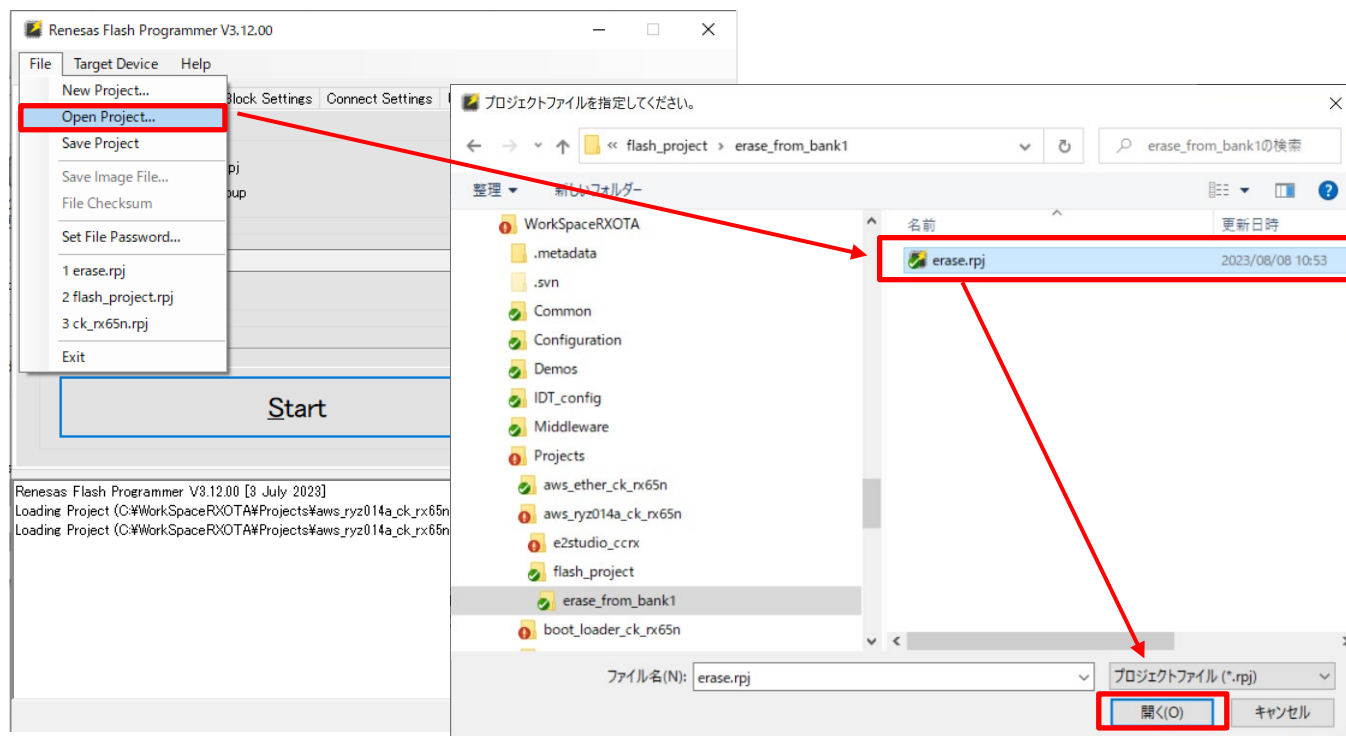 Renesas Flash Programmer V3.12.00
File Target Device Help
New Project...
Open Project...
Save Project
Save Image File...
File Checksum
Set File Password...
1 erase.rpj
2 flash_project.rpj
3 ck_rx65n.rpj
Exit
Block Settings Connect Settings
Start
Renesas Flash Programmer V3.12.00 [3 July 2023]
Loading Project (C:¥WorkSpaceRXOTA¥Projects¥aws_ryz014a_ck_rx65n
Loading Project (C:¥WorkSpaceRXOTA¥Projects¥aws_ryz014a_ck_rx65n
プロジェクトファイルを指定してください。
« flash_project › erase_from_bank1
erase_from_bank1の検索
整理 新しいフォルダー
WorkSpaceRXOTA
.metadata
.svn
Common
Configuration
Demos
IDT_config
Middleware
Projects
aws_ether_ck_rx65n
aws_ryz014a_ck_rx65n
e2studio_ccrx
flash_project
erase_from_bank1
boot_loader_ck_rx65n
名前 更新日時
erase.rpj 2023/08/08 10:53
ファイル名(N): erase.rpj プロジェクトファイル (*.rpj)
開く(O) キャンセル